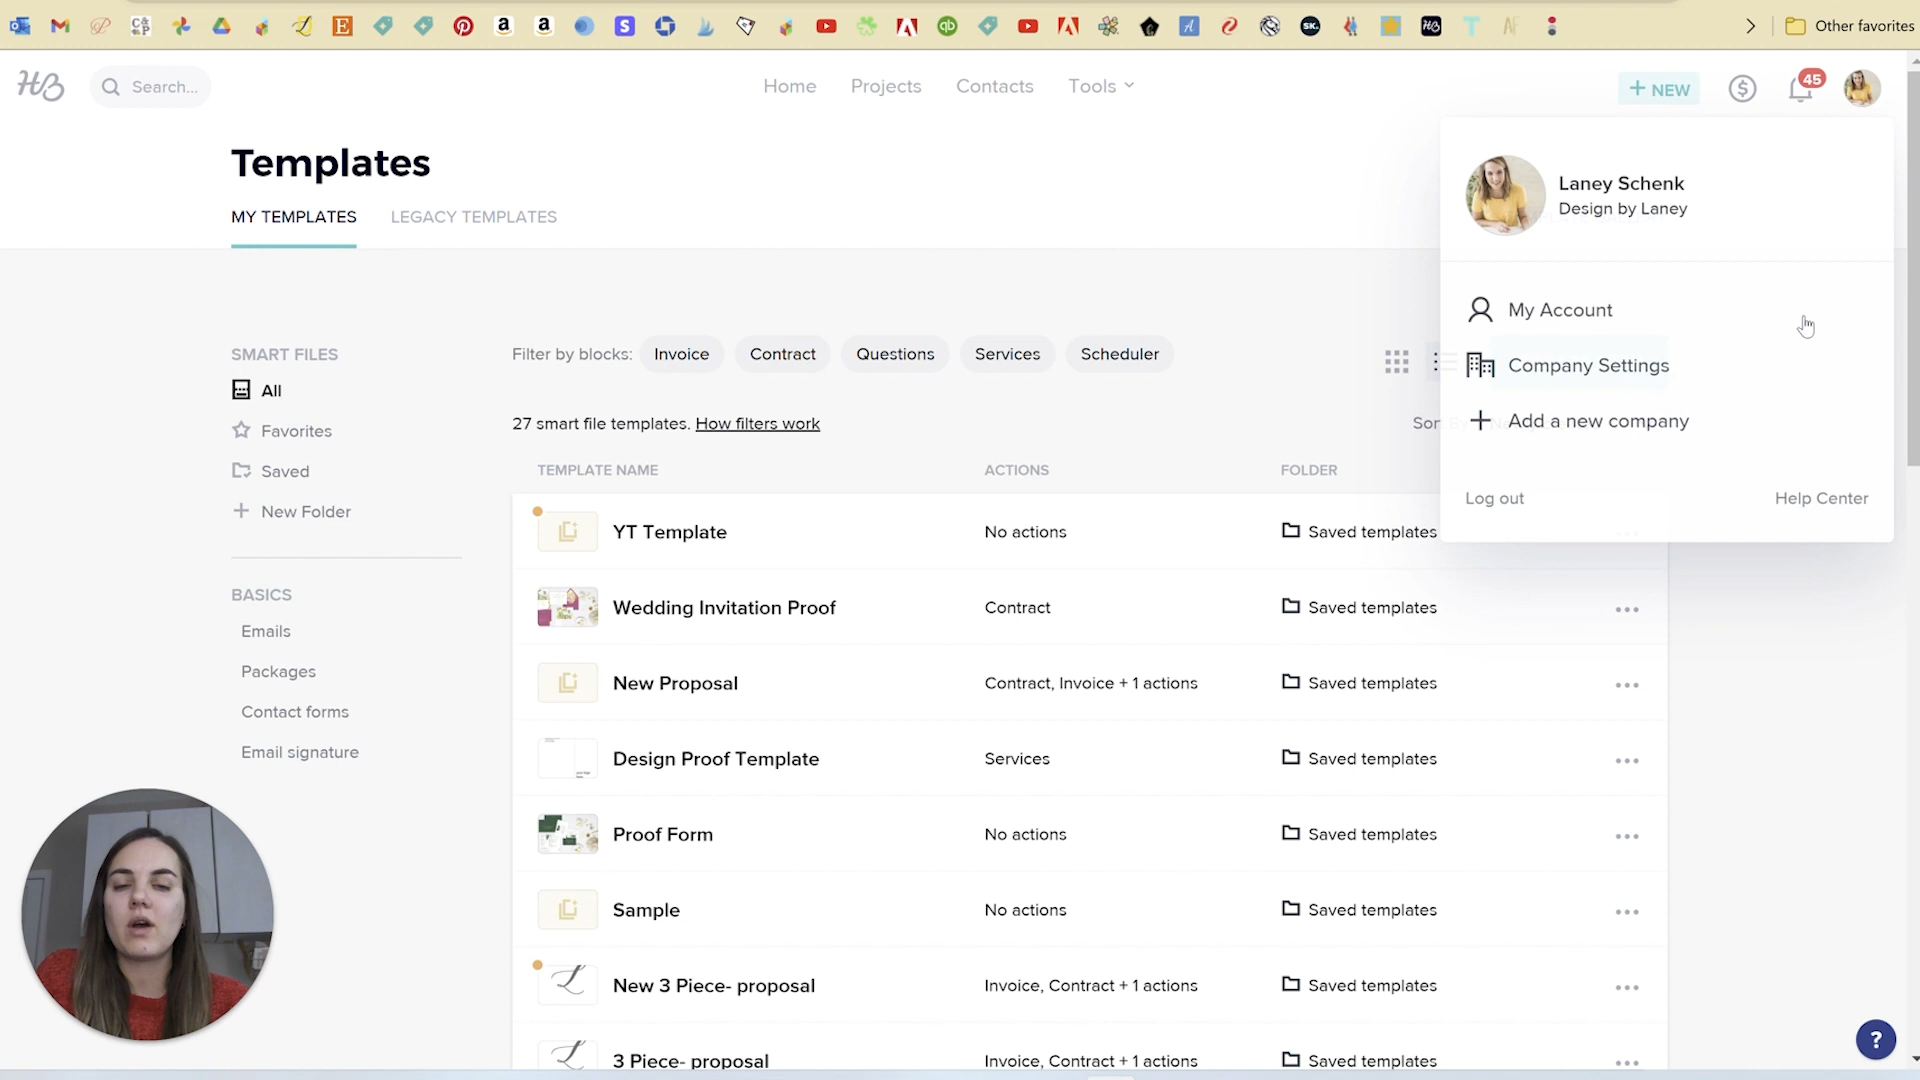 Other favorites
HB
Search...
Home
Projects
Contacts
Tools
+ NEW
45
Templates
MY TEMPLATES
LEGACY TEMPLATES
Laney Schenk
Design by Laney
My Account
Company Settings
Add a new company
Log out
Help Center
SMART FILES
All
Favorites
Saved
New Folder
BASICS
Emails
Packages
Contact forms
Email signature
Filter by blocks:
Invoice
Contract
Questions
Services
Scheduler
27 smart file templates. How filters work
TEMPLATE NAME
ACTIONS
FOLDER
YT Template
No actions
Saved templates
Wedding Invitation Proof
Contract
Saved templates
New Proposal
Contract, Invoice + 1 actions
Saved templates
Design Proof Template
Services
Saved templates
Proof Form
No actions
Saved templates
Sample
No actions
Saved templates
New 3 Piece- proposal
Invoice, Contract + 1 actions
Saved templates
3 Piece- proposal
Invoice, Contract + 1 actions
Saved templates
?